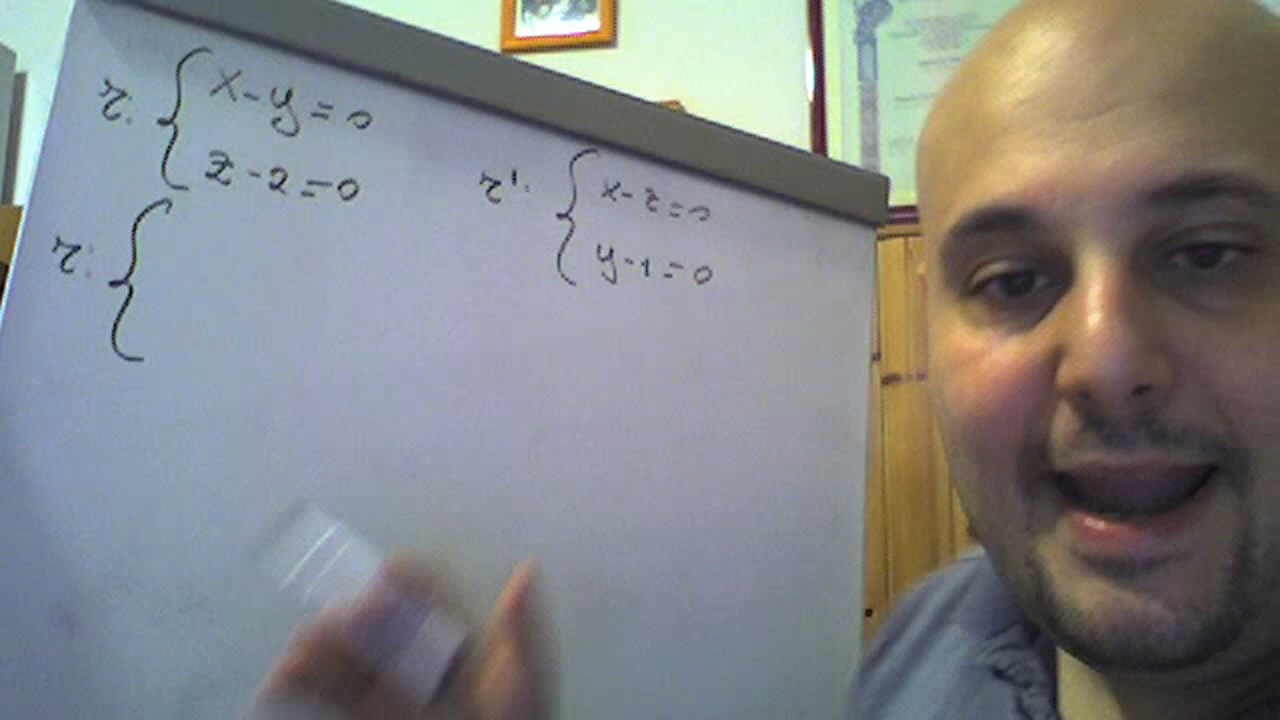 r: { x-y=0
z-2=0
r': { x-z=0
y-1=0
r: {